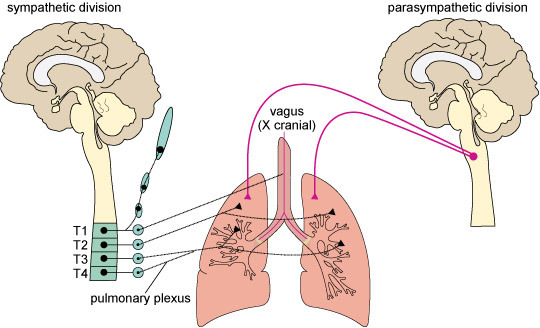 sympathetic division
parasympathetic division
vagus
(X cranial)
T1
T2
T3
T4
pulmonary plexus